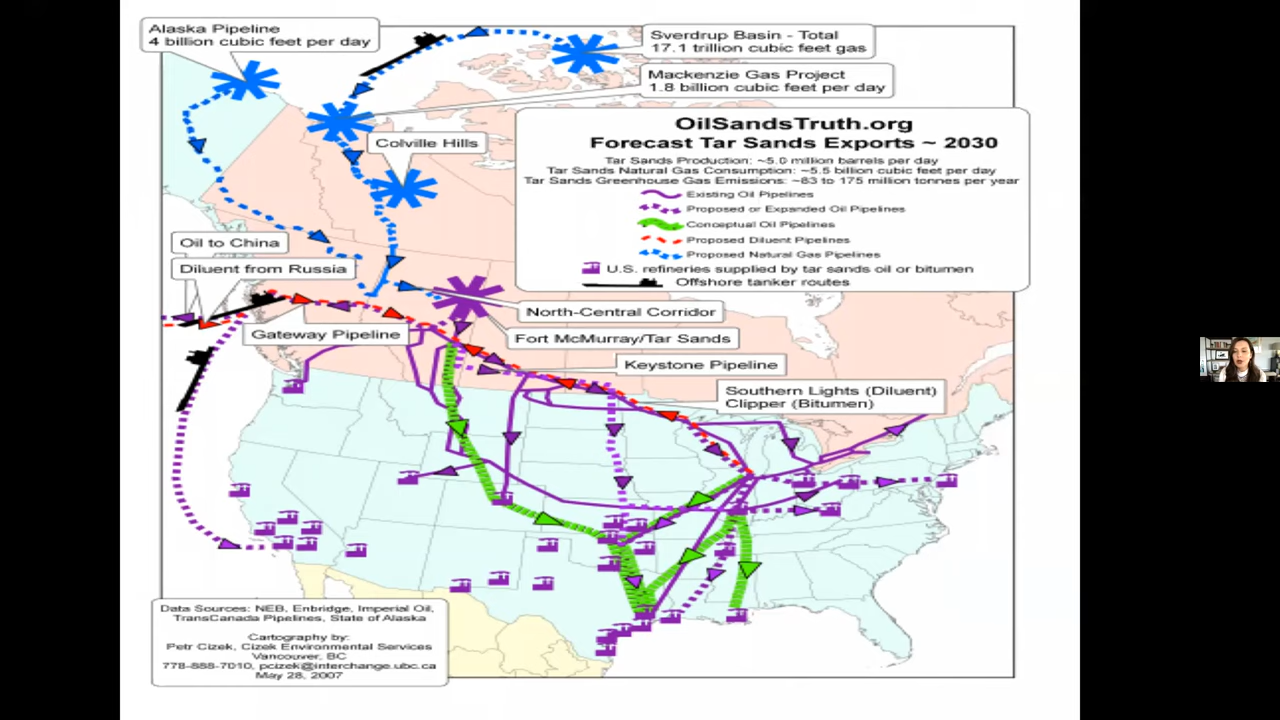 Alaska Pipeline
4 billion cubic feet per day
Sverdrup Basin - Total
17.1 trillion cubic feet gas
Mackenzie Gas Project
1.8 billion cubic feet per day
Colville Hills
OilSandsTruth.org
Forecast Tar Sands Exports ~ 2030
Tar Sands Production: ~5.0 million barrels per day
Tar Sands Natural Gas Consumption: ~5.5 billion cubic feet per day
Tar Sands Greenhouse Gas Emissions: ~83 to 175 million tonnes per year
Existing Oil Pipelines
Proposed or Expanded Oil Pipelines
Conceptual Oil Pipelines
Proposed Diluent Pipelines
Proposed Natural Gas Pipelines
U.S. refineries supplied by tar sands oil or bitumen
Offshore tanker routes
Oil to China
Diluent from Russia
Gateway Pipeline
North-Central Corridor
Fort McMurray/Tar Sands
Keystone Pipeline
Southern Lights (Diluent)
Clipper (Bitumen)
Data Sources: NEB, Enbridge, Imperial Oil,
TransCanada Pipelines, State of Alaska
Cartography by:
Petr Cizek, Cizek Environmental Services
Vancouver, BC
778-888-7010, pcizek@interchange.ubc.ca
May 28, 2007